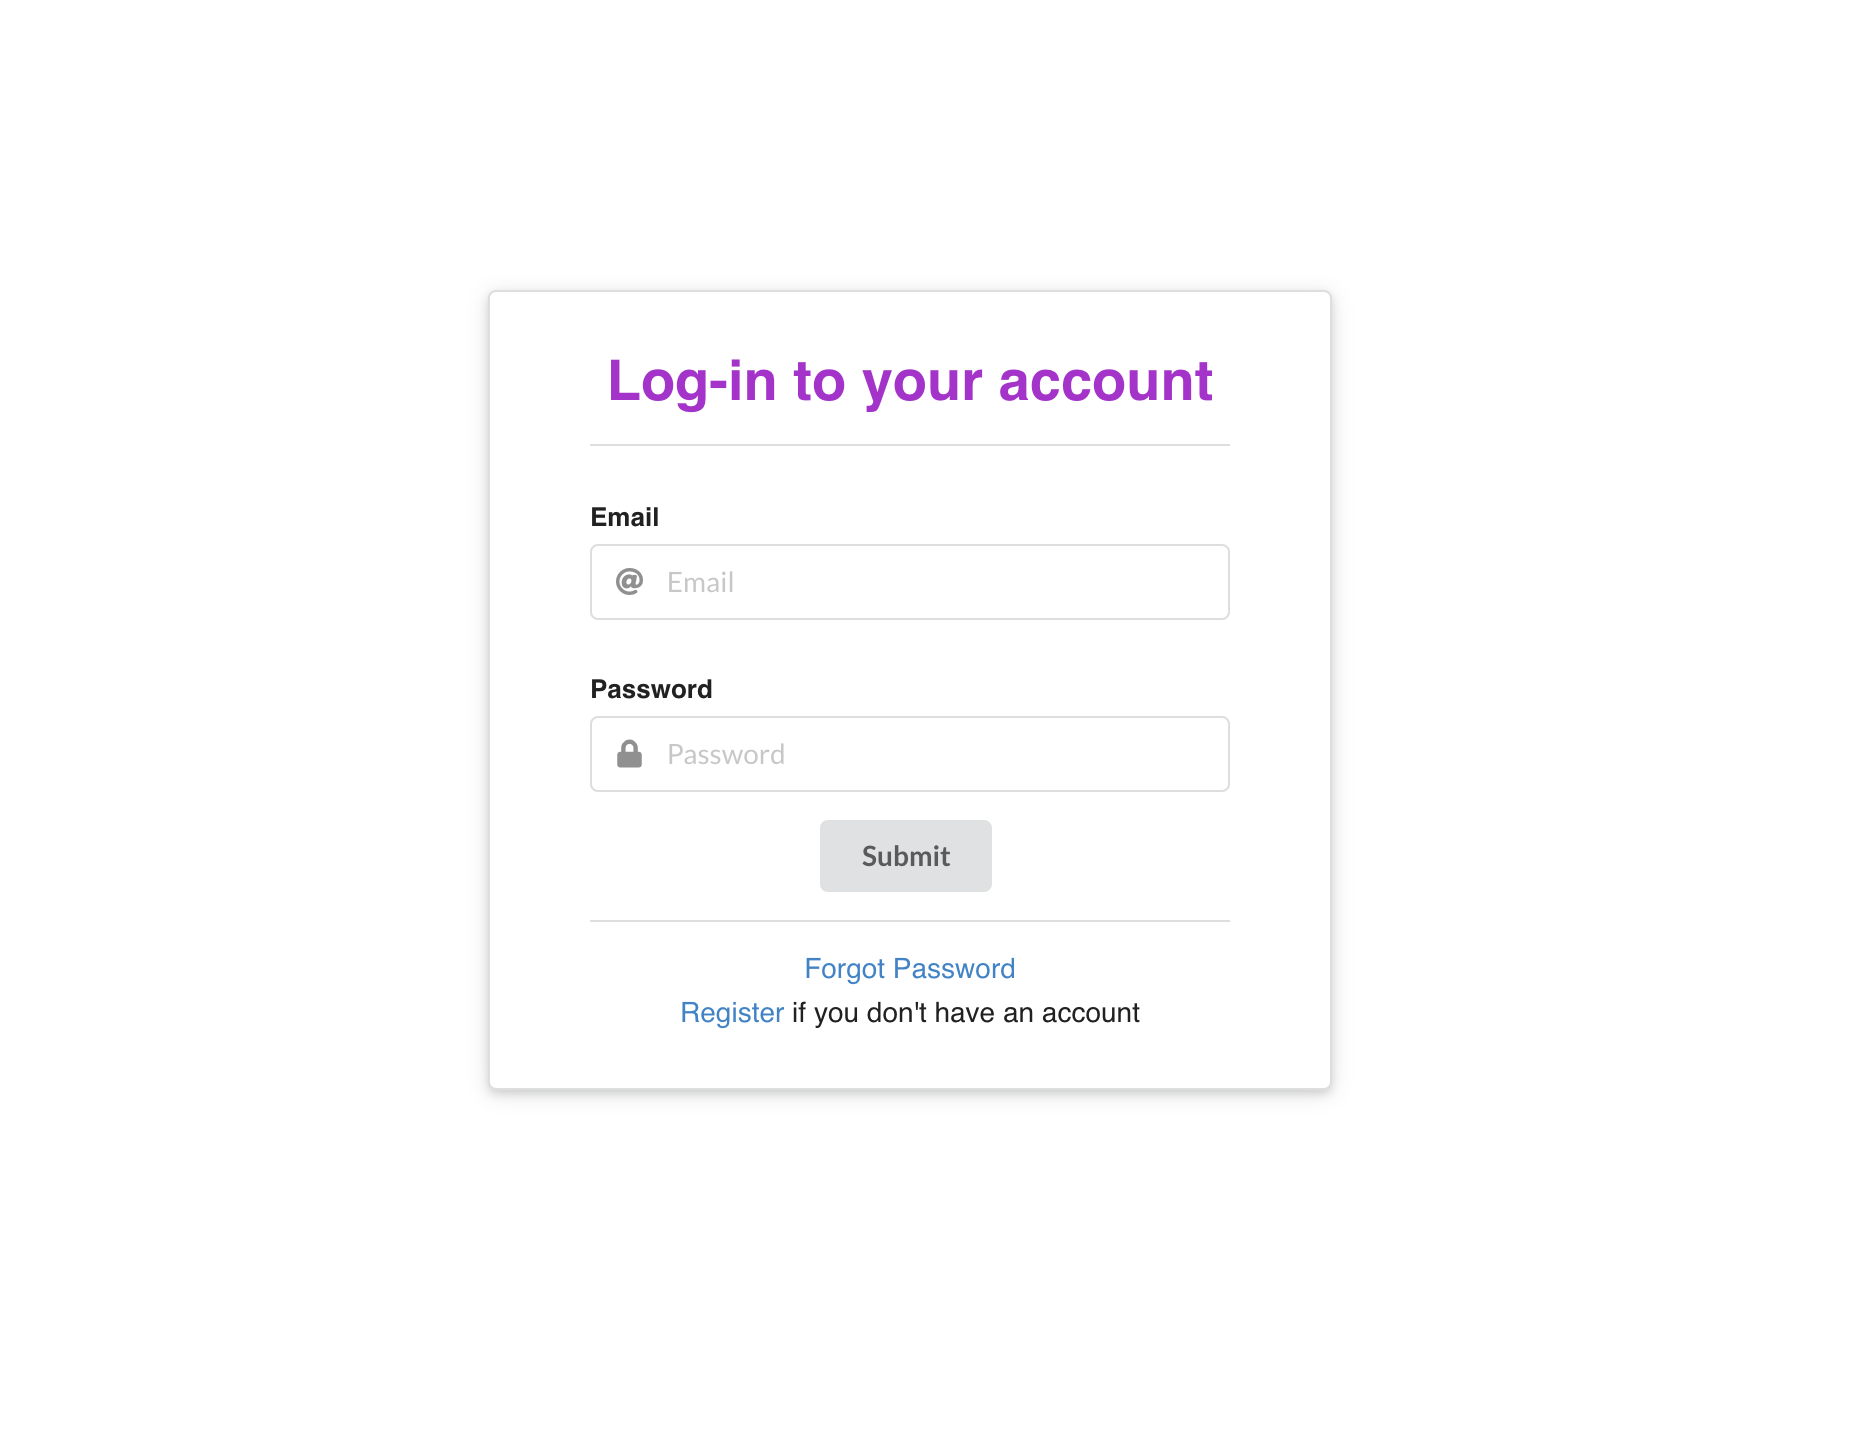 Log-in to your account
Email
@ Email
Password
Password
Submit
Forgot Password
Register if you don't have an account